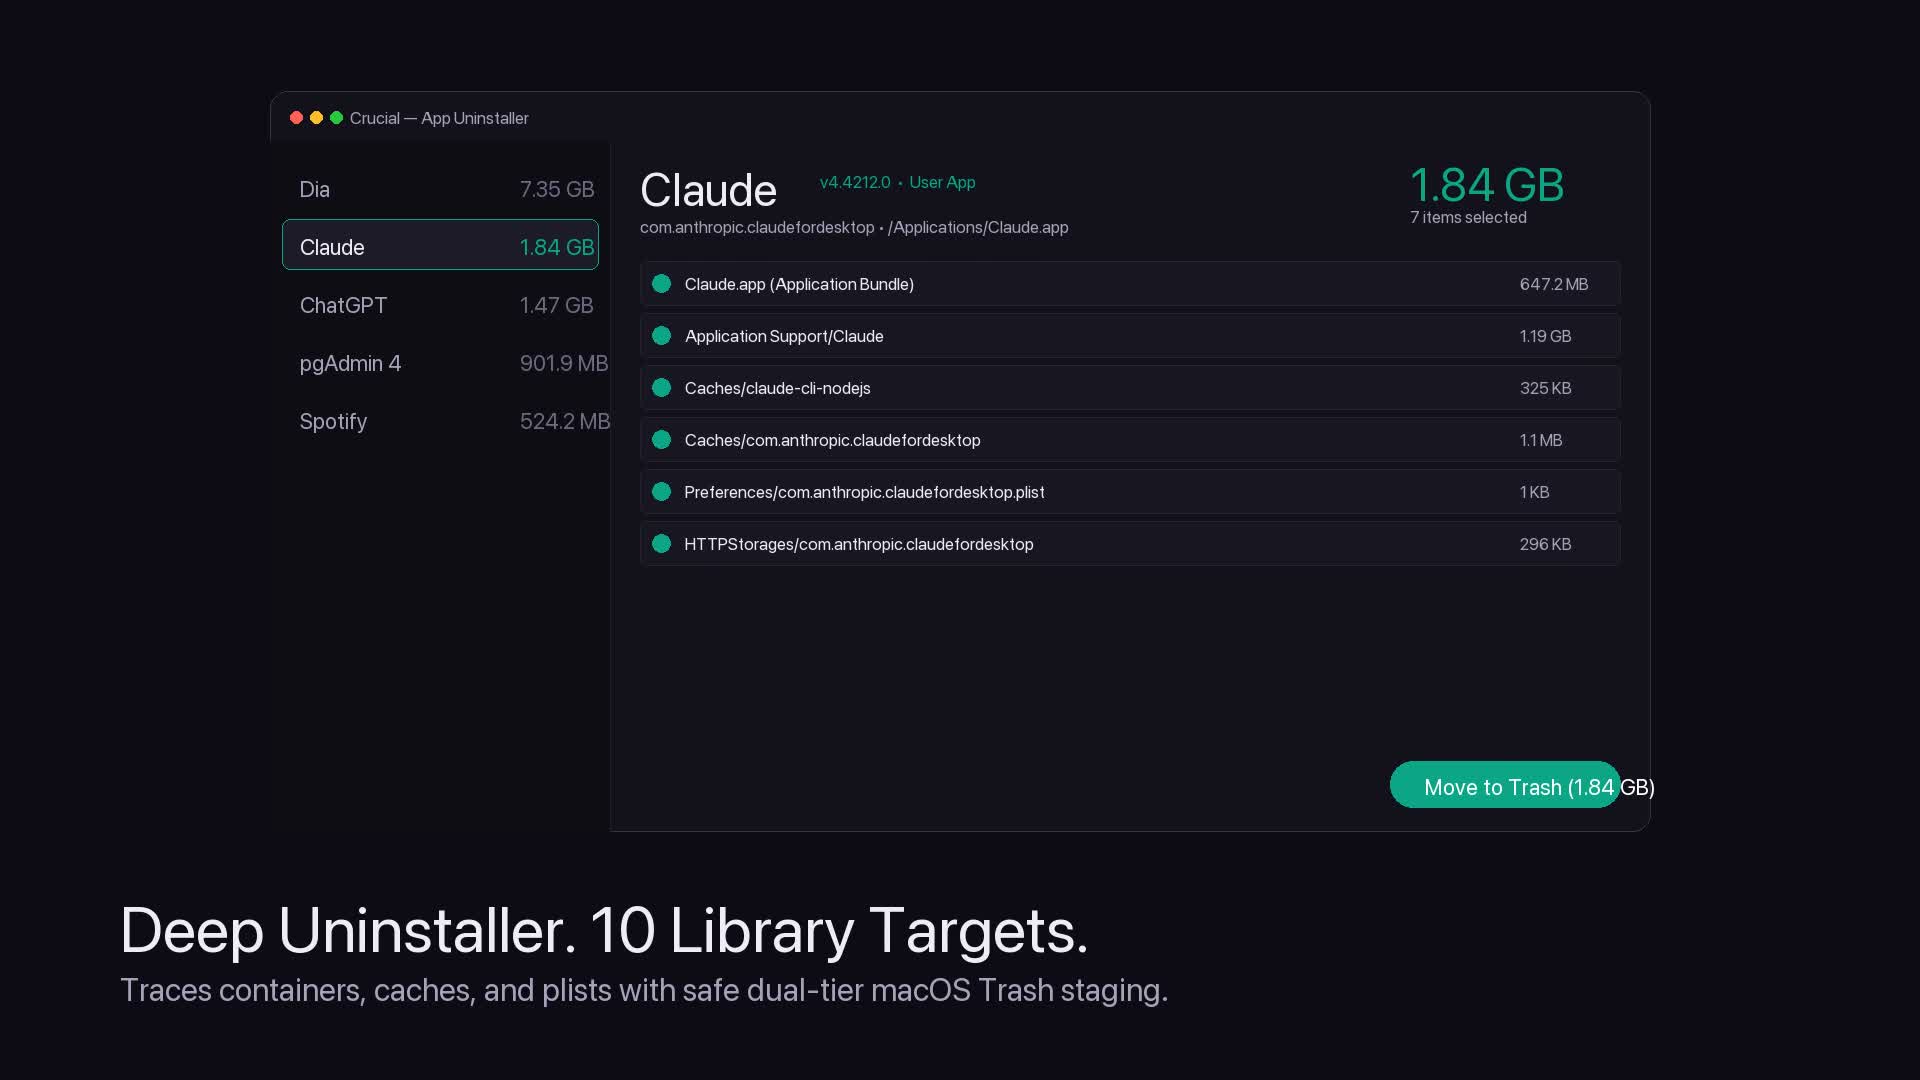 Crucial — App Uninstaller
Dia 7.35 GB
Claude 1.84 GB
ChatGPT 1.47 GB
pgAdmin 4 901.9 MB
Spotify 524.2 MB
Claude v4.4212.0 • User App
com.anthropic.claudefordesktop • /Applications/Claude.app
1.84 GB
7 items selected
Claude.app (Application Bundle) 647.2 MB
Application Support/Claude 1.19 GB
Caches/claude-cli-nodejs 325 KB
Caches/com.anthropic.claudefordesktop 1.1 MB
Preferences/com.anthropic.claudefordesktop.plist 1 KB
HTTPStorages/com.anthropic.claudefordesktop 296 KB
Move to Trash (1.84 GB)
Deep Uninstaller. 10 Library Targets.
Traces containers, caches, and plists with safe dual-tier macOS Trash staging.